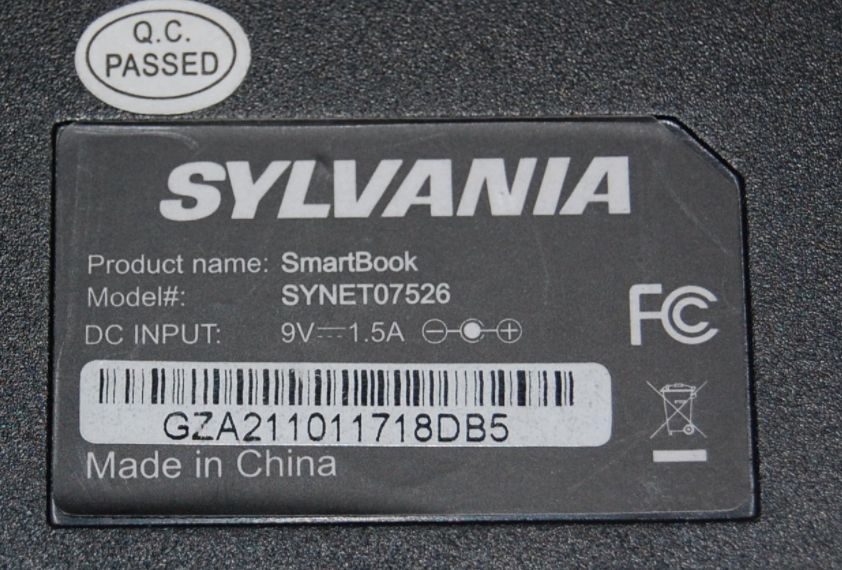 Q.C.
PASSED
SYLVANIA
Product name: SmartBook
Model#: SYNET07526
DC INPUT: 9V⎓1.5A
FC
GZA211011718DB5
Made in China